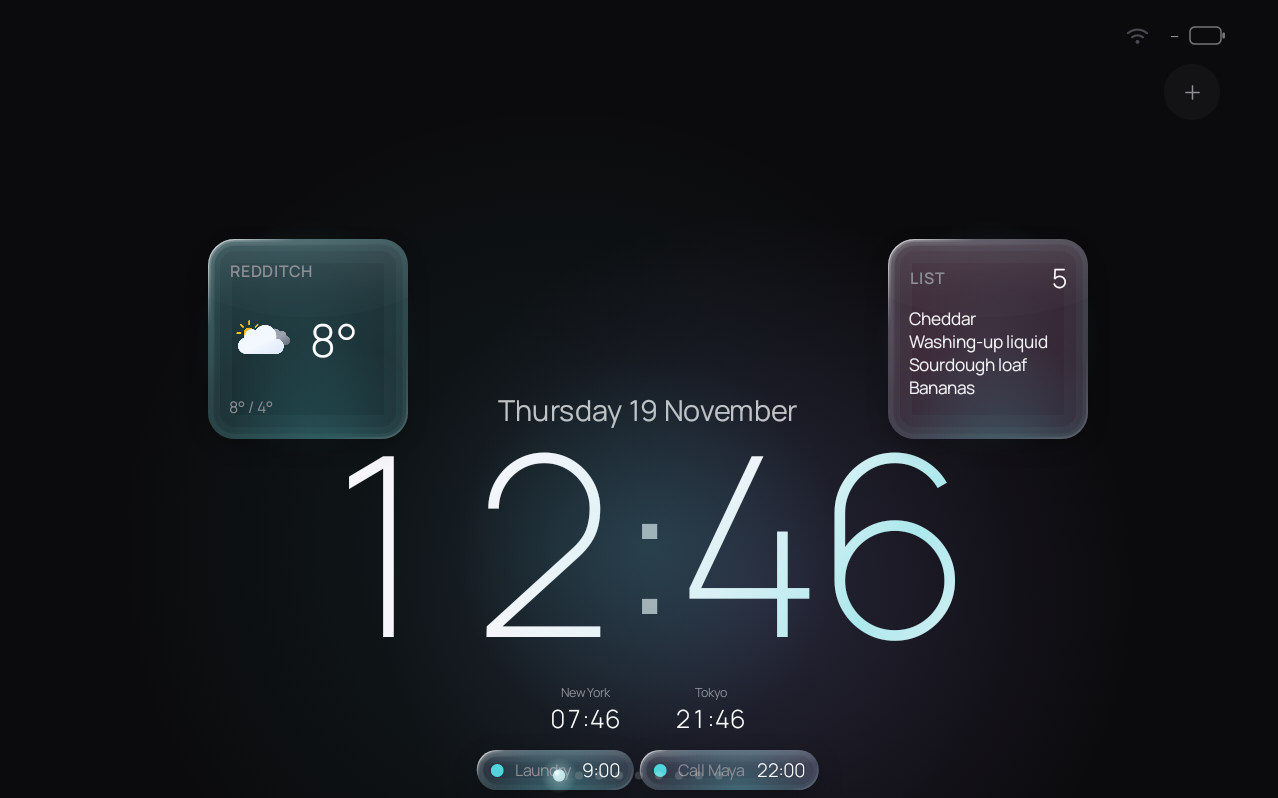 REDDITCH
8°
8° / 4°
LIST 5
Cheddar
Washing-up liquid
Sourdough loaf
Bananas
Thursday 19 November
12:46
New York
07:46
Tokyo
21:46
Laundry 9:00
Call Maya 22:00